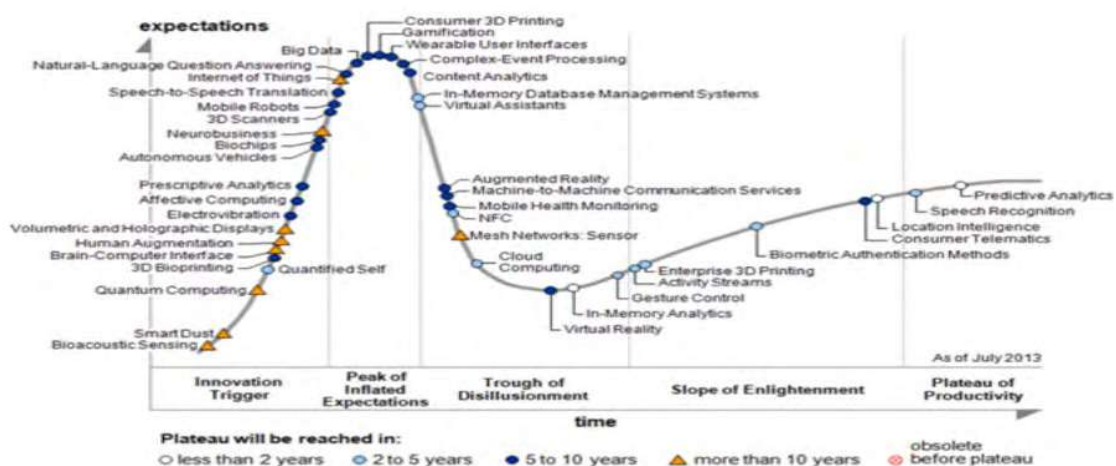 expectations
Consumer 3D Printing
Gamification
Wearable User Interfaces
Big Data
Complex-Event Processing
Natural-Language Question Answering
Content Analytics
Internet of Things
Speech-to-Speech Translation
In-Memory Database Management Systems
Virtual Assistants
Mobile Robots
3D Scanners
Neurobusiness
Biochips
Autonomous Vehicles
Augmented Reality
Machine-to-Machine Communication Services
Mobile Health Monitoring
NFC
Mesh Networks: Sensor
Prescriptive Analytics
Affective Computing
Electrovibration
Volumetric and Holographic Displays
Human Augmentation
Brain-Computer Interface
3D Bioprinting
Quantified Self
Quantum Computing
Smart Dust
Bioacoustic Sensing
Cloud
Computing
Enterprise 3D Printing
Activity Streams
Gesture Control
In-Memory Analytics
Virtual Reality
Predictive Analytics
Speech Recognition
Location Intelligence
Consumer Telematics
Biometric Authentication Methods
As of July 2013
Innovation
Trigger
Peak of
Inflated
Expectations
Trough of
Disillusionment
Slope of Enlightenment
Plateau of
Productivity
time
Plateau will be reached in:
less than 2 years
2 to 5 years
5 to 10 years
more than 10 years
obsolete
before plateau